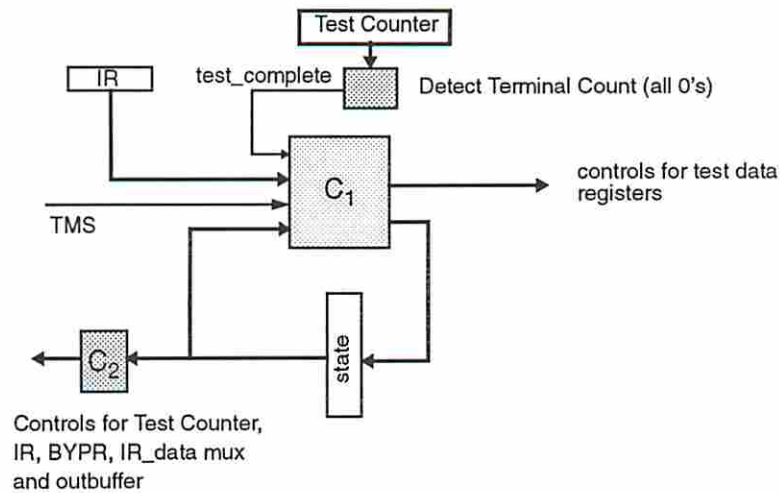 Test Counter
IR
test_complete
Detect Terminal Count (all 0's)
C1
controls for test data
registers
TMS
state
C2
Controls for Test Counter,
IR, BYPR, IR_data mux
and outbuffer